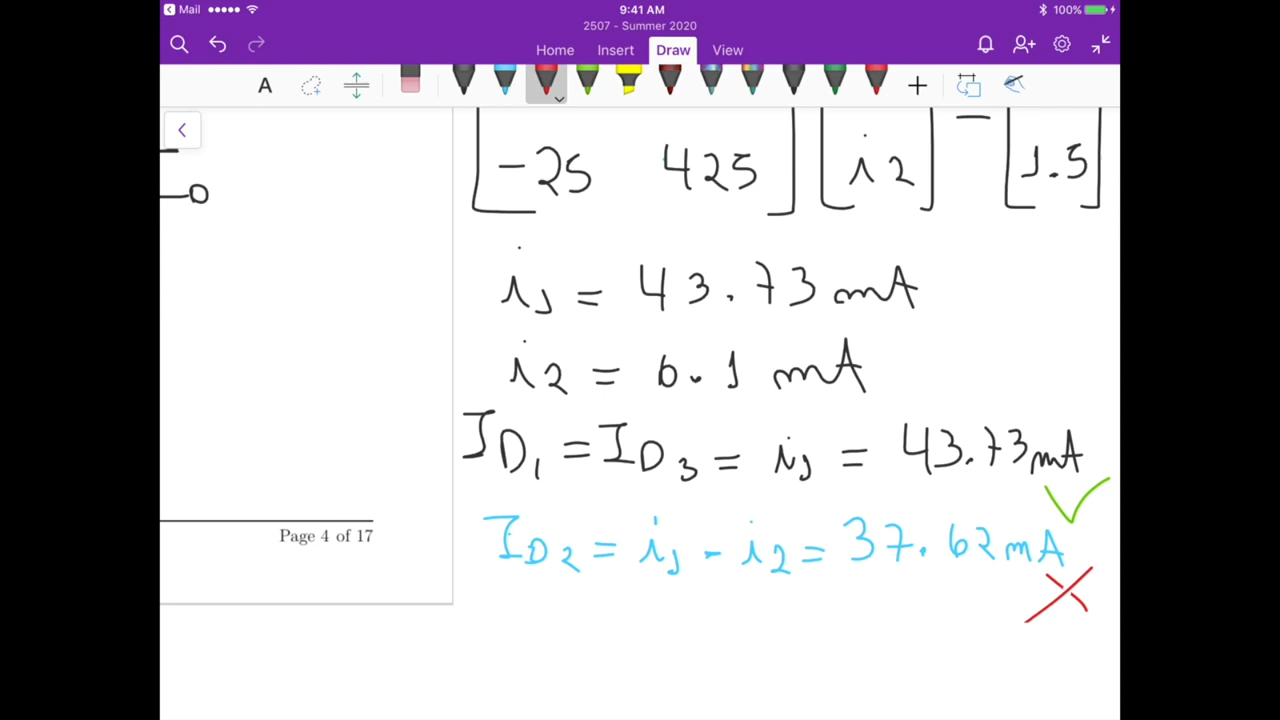 Mail
9:41 AM
100%
2507 - Summer 2020
Home Insert Draw View
A
-25 425 i2 = 1.5
0
i1 = 43.73 mA
i2 = 6.1 mA
ID1 = ID3 = i1 = 43.73 mA
ID2 = i1 - i2 = 37.62 mA
Page 4 of 17